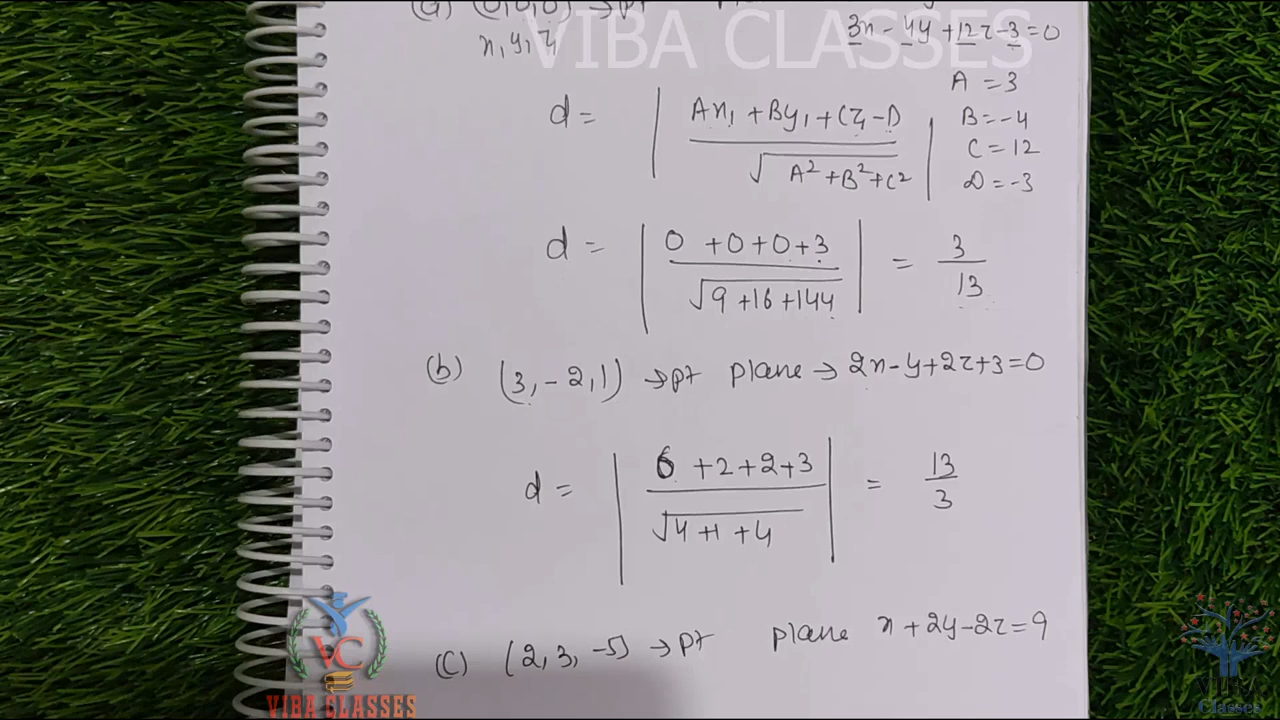 (a) (0,0,0) → pt
x, y, z,
3x - 4y + 12z - 3 = 0
A = 3
B = -4
C = 12
D = -3
d = | Ax₁ + By₁ + Cz₁ - D / √A² + B² + C² |
d = | 0 + 0 + 0 + 3 / √9 + 16 + 144 | = 3 / 13
(b) (3, -2, 1) → pt plane → 2x - y + 2z + 3 = 0
d = | 6 + 2 + 2 + 3 / √4 + 1 + 4 | = 13 / 3
(C) (2, 3, -5) → pt plane x + 2y - 2z = 9
VIBA CLASSES
VC
VIBA CLASSES
VIBA
Classes